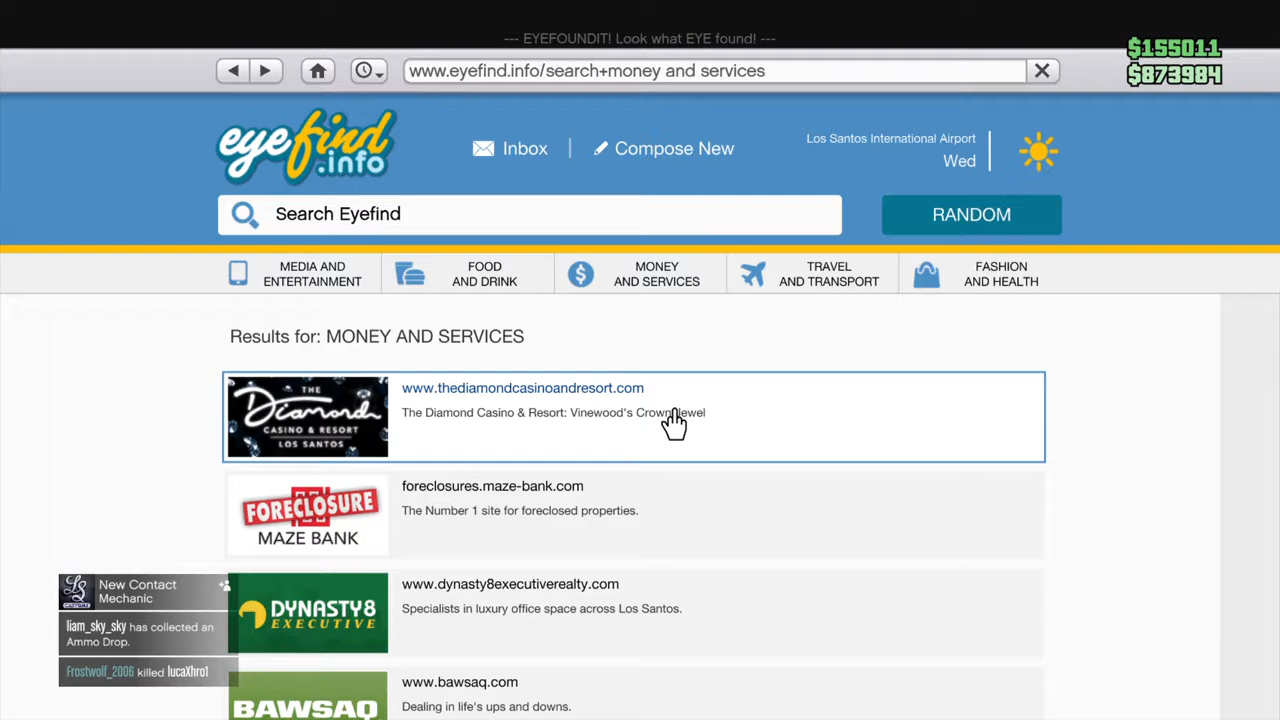 --- EYEFOUNDIT! Look what EYE found! ---
$155011
$873984
www.eyefind.info/search+money and services
eyefind
.info
Inbox
Compose New
Los Santos International Airport
Wed
Search Eyefind
RANDOM
MEDIA AND
ENTERTAINMENT
FOOD
AND DRINK
MONEY
AND SERVICES
TRAVEL
AND TRANSPORT
FASHION
AND HEALTH
Results for: MONEY AND SERVICES
THE
Diamond
CASINO & RESORT
LOS SANTOS
www.thediamondcasinoandresort.com
The Diamond Casino & Resort: Vinewood's Crown Jewel
FORECLOSURE
MAZE BANK
foreclosures.maze-bank.com
The Number 1 site for foreclosed properties.
LS
CUSTOMS
New Contact
Mechanic
liam_sky_sky has collected an
Ammo Drop.
Frostwolf_2006 killed lucaXhro1
DYNASTY8
EXECUTIVE
www.dynasty8executiverealty.com
Specialists in luxury office space across Los Santos.
BAWSAQ
www.bawsaq.com
Dealing in life's ups and downs.